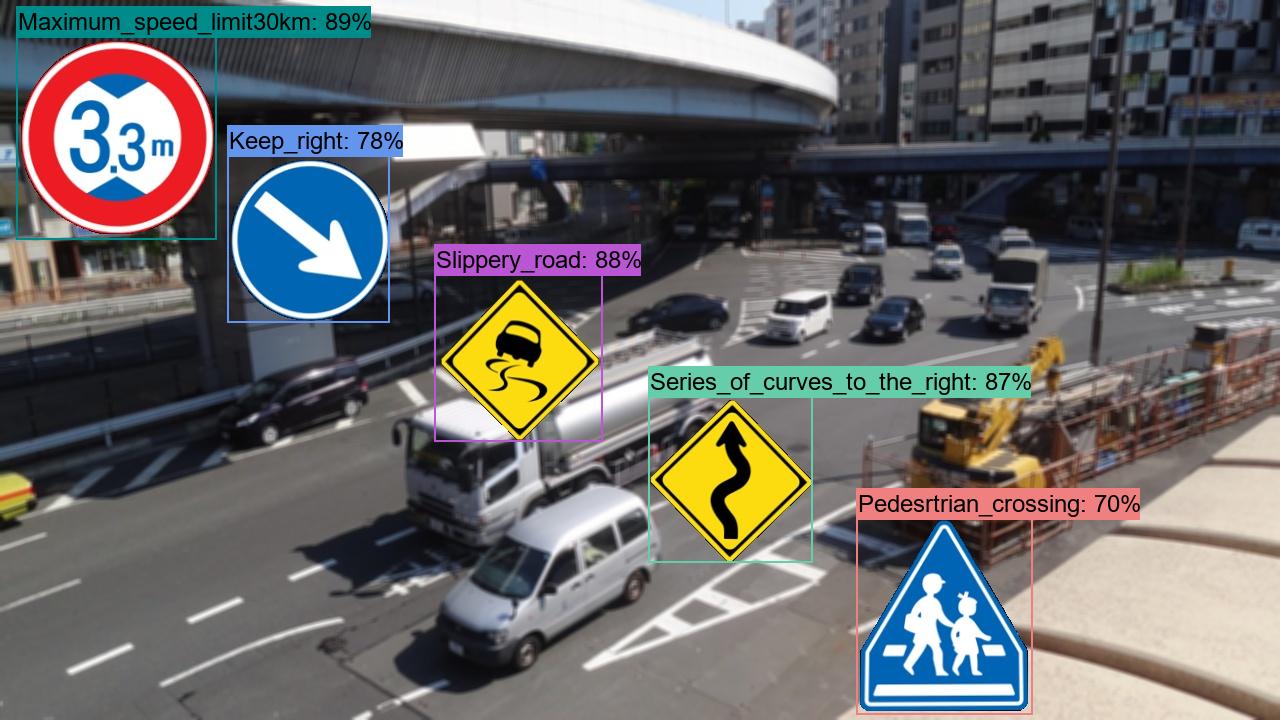 Maximum_speed_limit30km: 89%
3.3m
Keep_right: 78%
Slippery_road: 88%
Series_of_curves_to_the_right: 87%
Pedesrtrian_crossing: 70%